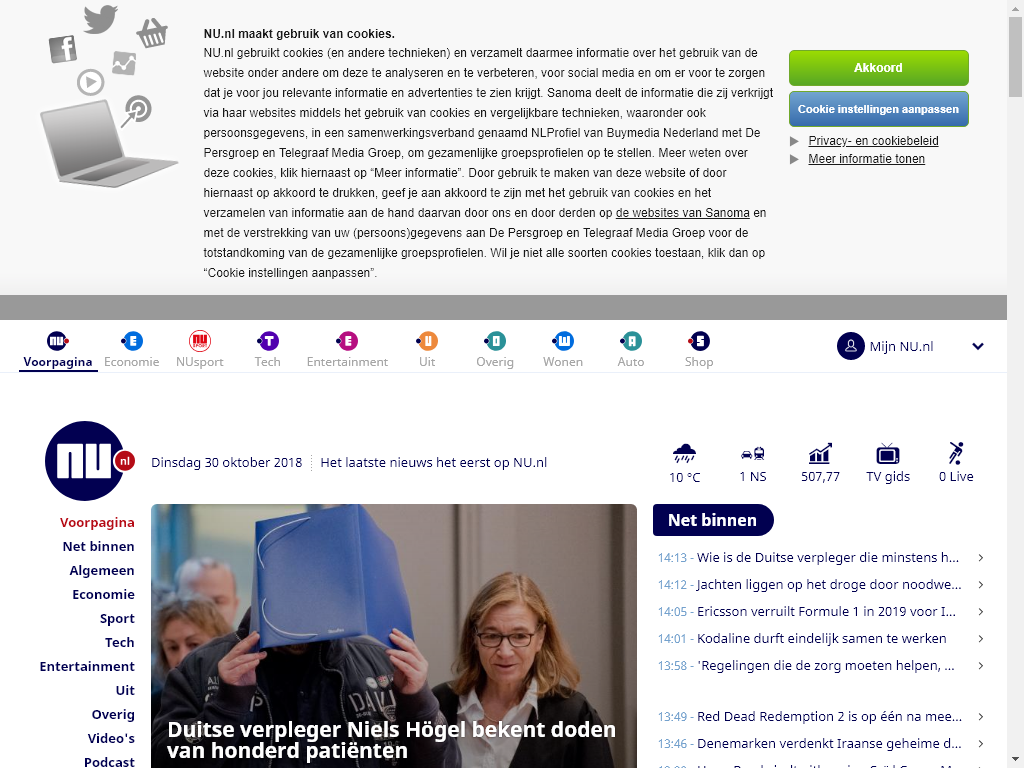 NU.nl maakt gebruik van cookies.
NU.nl gebruikt cookies (en andere technieken) en verzamelt daarmee informatie over het gebruik van de
website onder andere om deze te analyseren en te verbeteren, voor social media en om er voor te zorgen
dat je voor jou relevante informatie en advertenties te zien krijgt. Sanoma deelt de informatie die zij verkrijgt
via haar websites middels het gebruik van cookies en vergelijkbare technieken, waaronder ook
persoonsgegevens, in een samenwerkingsverband genaamd NLProfiel van Buymedia Nederland met De
Persgroep en Telegraaf Media Groep, om gezamenlijke groepsprofielen op te stellen. Meer weten over
deze cookies, klik hiernaast op “Meer informatie”. Door gebruik te maken van deze website of door
hiernaast op akkoord te drukken, geef je aan akkoord te zijn met het gebruik van cookies en het
verzamelen van informatie aan de hand daarvan door ons en door derden op de websites van Sanoma en
met de verstrekking van uw (persoons)gegevens aan De Persgroep en Telegraaf Media Groep voor de
totstandkoming van de gezamenlijke groepsprofielen. Wil je niet alle soorten cookies toestaan, klik dan op
“Cookie instellingen aanpassen”.
Akkoord
Cookie instellingen aanpassen
Privacy- en cookiebeleid
Meer informatie tonen
Voorpagina Economie NUsport Tech Entertainment Uit Overig Wonen Auto Shop
Mijn NU.nl
nu nl
Dinsdag 30 oktober 2018 Het laatste nieuws het eerst op NU.nl
10 °C 1 NS 507,77 TV gids 0 Live
Voorpagina
Net binnen
Algemeen
Economie
Sport
Tech
Entertainment
Uit
Overig
Video's
Podcast
Duitse verpleger Niels Högel bekent doden
van honderd patiënten
Net binnen
14:13 - Wie is de Duitse verpleger die minstens h...
14:12 - Jachten liggen op het droge door noodwe...
14:05 - Ericsson verruilt Formule 1 in 2019 voor I...
14:01 - Kodaline durft eindelijk samen te werken
13:58 - 'Regelingen die de zorg moeten helpen, ...
13:49 - Red Dead Redemption 2 is op één na mee...
13:46 - Denemarken verdenkt Iraanse geheime d...